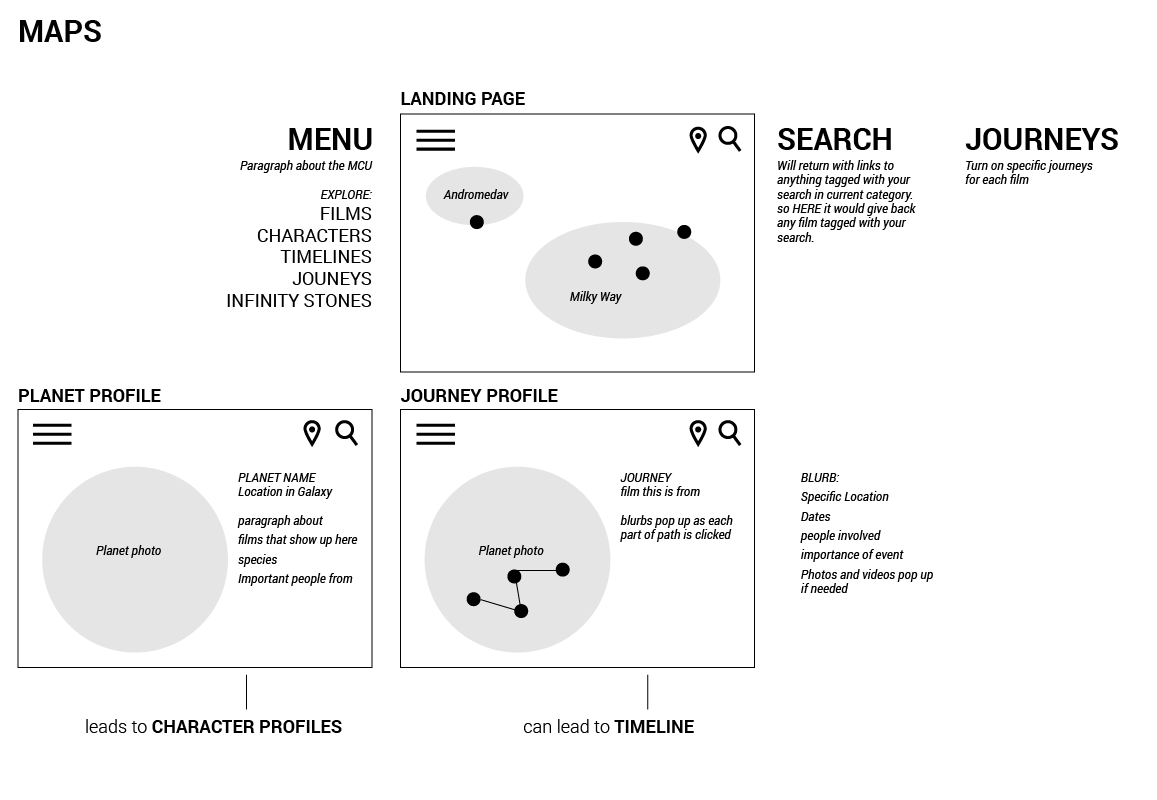 MAPS
LANDING PAGE
MENU
Paragraph about the MCU
EXPLORE:
FILMS
CHARACTERS
TIMELINES
JOUNEYS
INFINITY STONES
Andromedav
Milky Way
SEARCH
Will return with links to
anything tagged with your
search in current category.
so HERE it would give back
any film tagged with your
search.
JOURNEYS
Turn on specific journeys
for each film
PLANET PROFILE
Planet photo
PLANET NAME
Location in Galaxy
paragraph about
films that show up here
species
Important people from
leads to CHARACTER PROFILES
JOURNEY PROFILE
Planet photo
JOURNEY
film this is from
blurbs pop up as each
part of path is clicked
can lead to TIMELINE
BLURB:
Specific Location
Dates
people involved
importance of event
Photos and videos pop up
if needed